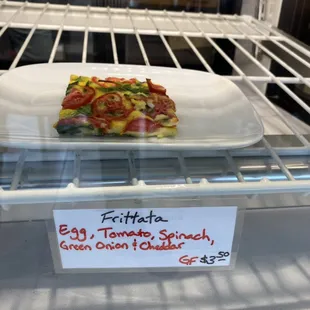 Frittata
Egg, Tomato, Spinach,
Green Onion & Cheddar
GF $3.50